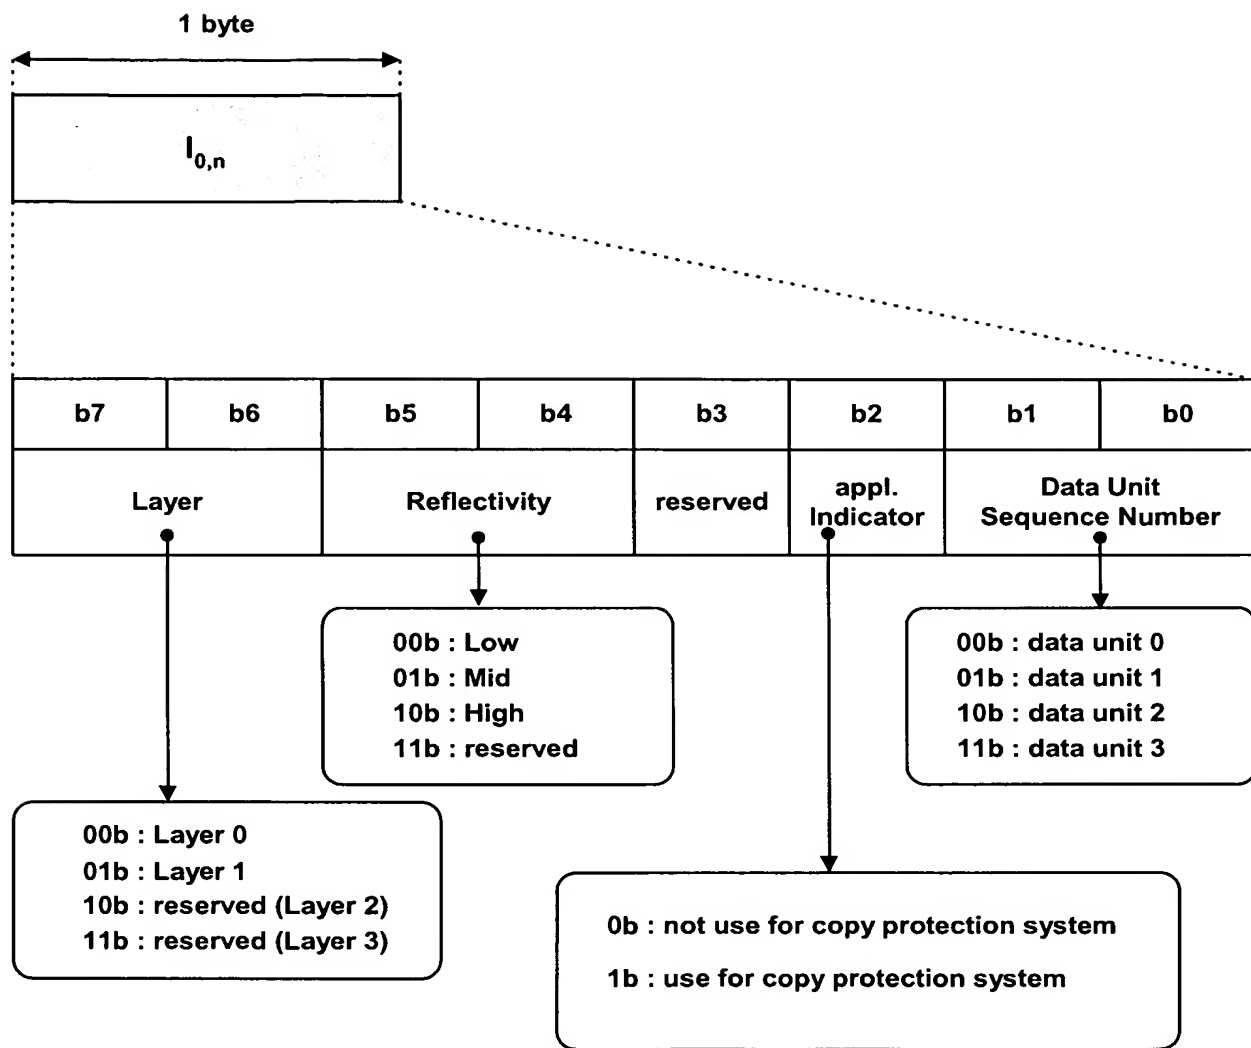 1 byte
I0,n
b7 b6 b5 b4 b3 b2 b1 b0
Layer
Reflectivity
reserved
appl.
Indicator
Data Unit
Sequence Number
00b : Low
01b : Mid
10b : High
11b : reserved
00b : data unit 0
01b : data unit 1
10b : data unit 2
11b : data unit 3
00b : Layer 0
01b : Layer 1
10b : reserved (Layer 2)
11b : reserved (Layer 3)
0b : not use for copy protection system
1b : use for copy protection system